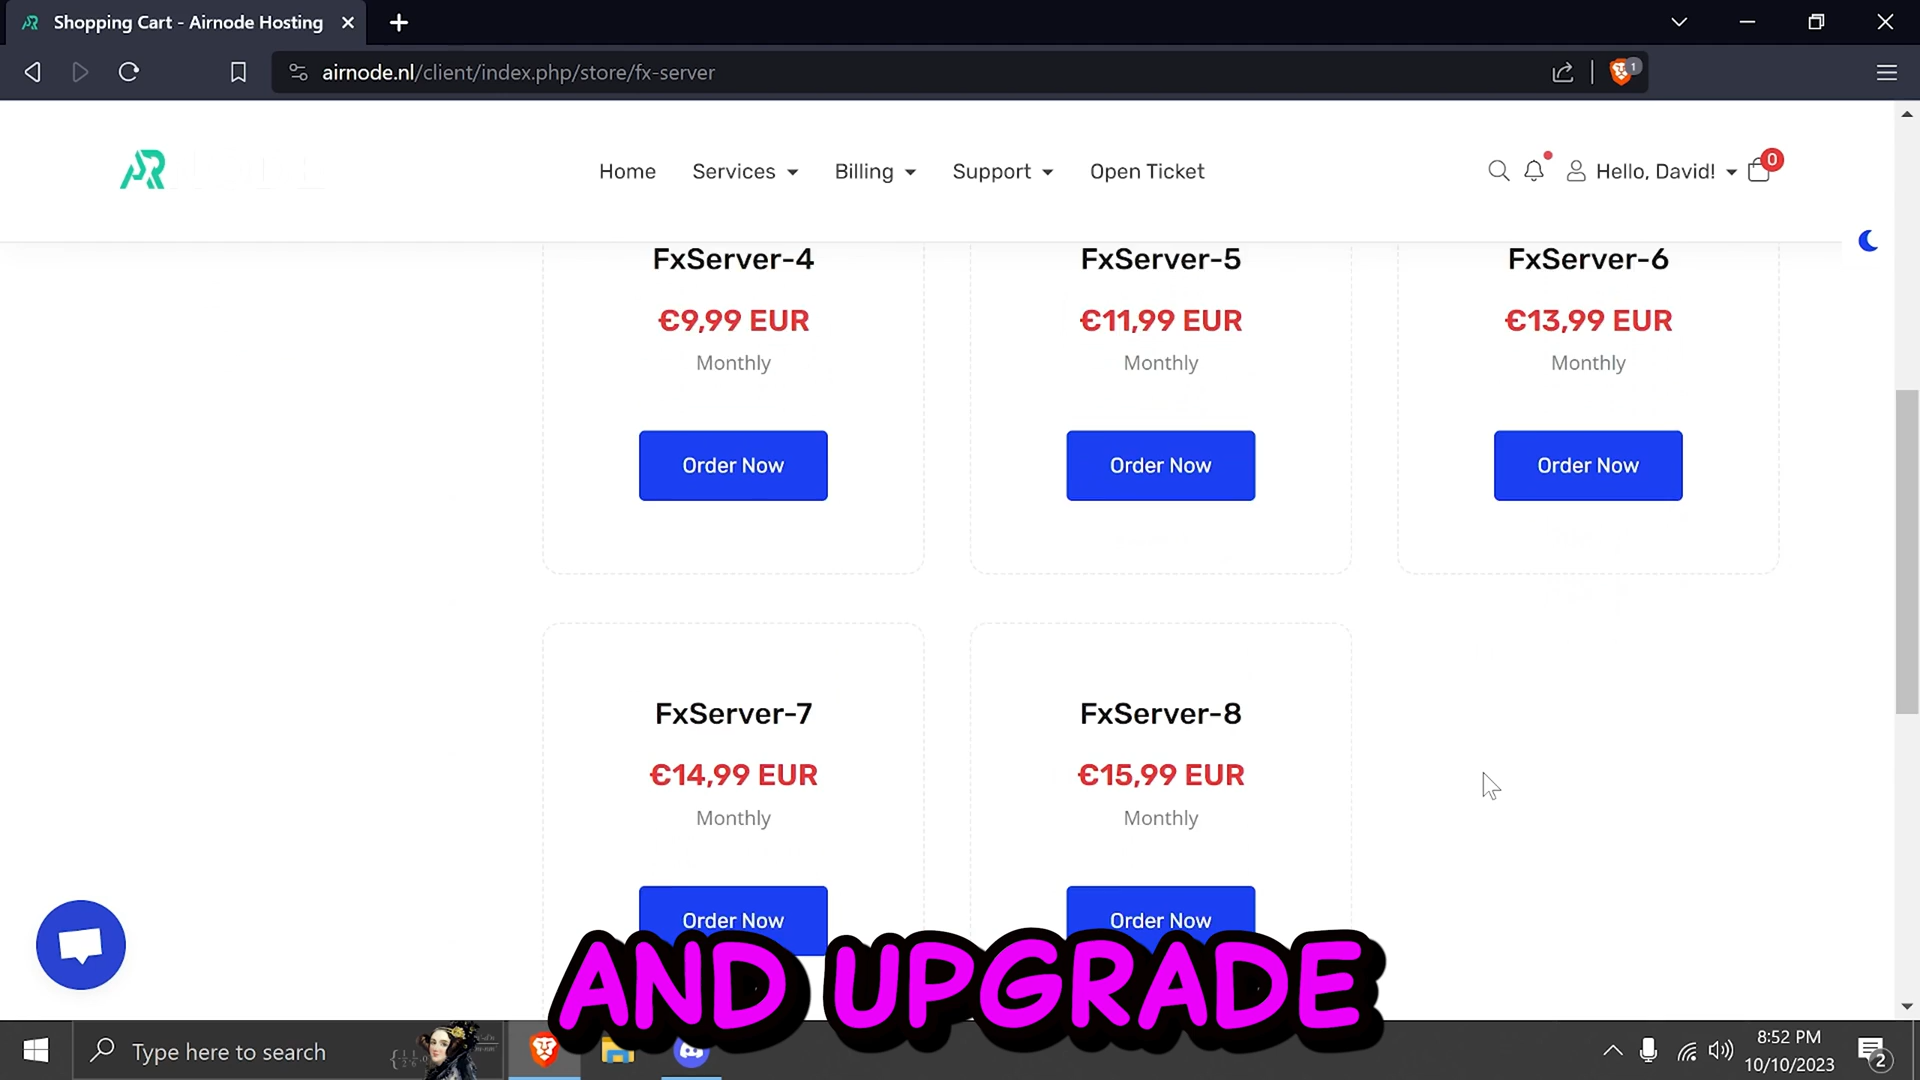 Shopping Cart - Airnode Hosting
airnode.nl/client/index.php/store/fx-server
1
AR
Home
Services
Billing
Support
Open Ticket
Hello, David!
0
FxServer-4
€9,99 EUR
Monthly
Order Now
FxServer-5
€11,99 EUR
Monthly
Order Now
FxServer-6
€13,99 EUR
Monthly
Order Now
FxServer-7
€14,99 EUR
Monthly
Order Now
FxServer-8
€15,99 EUR
Monthly
Order Now
AND UPGRADE
Type here to search
8:52 PM
10/10/2023
2